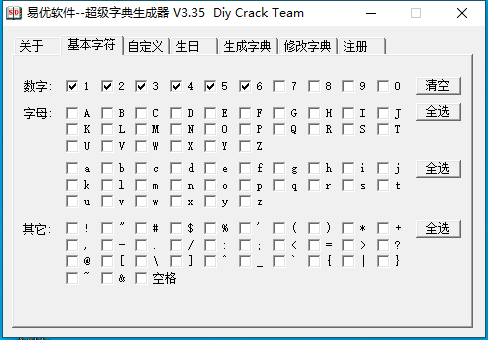 易优软件--超级字典生成器 V3.35 Diy Crack Team
关于 基本字符 自定义 生日 生成字典 修改字典 注册
数字: 1 2 3 4 5 6 7 8 9 0 清空
字母: A B C D E F G H I J 全选
K L M N O P Q R S T
U V W X Y Z
a b c d e f g h i j 全选
k l m n o p q r s t
u v w x y z
其它: ! " # $ % ' ( ) * + 全选
, - . / : ; < = > ?
@ [ \ ] ^ _ ` { | }
~ & 空格